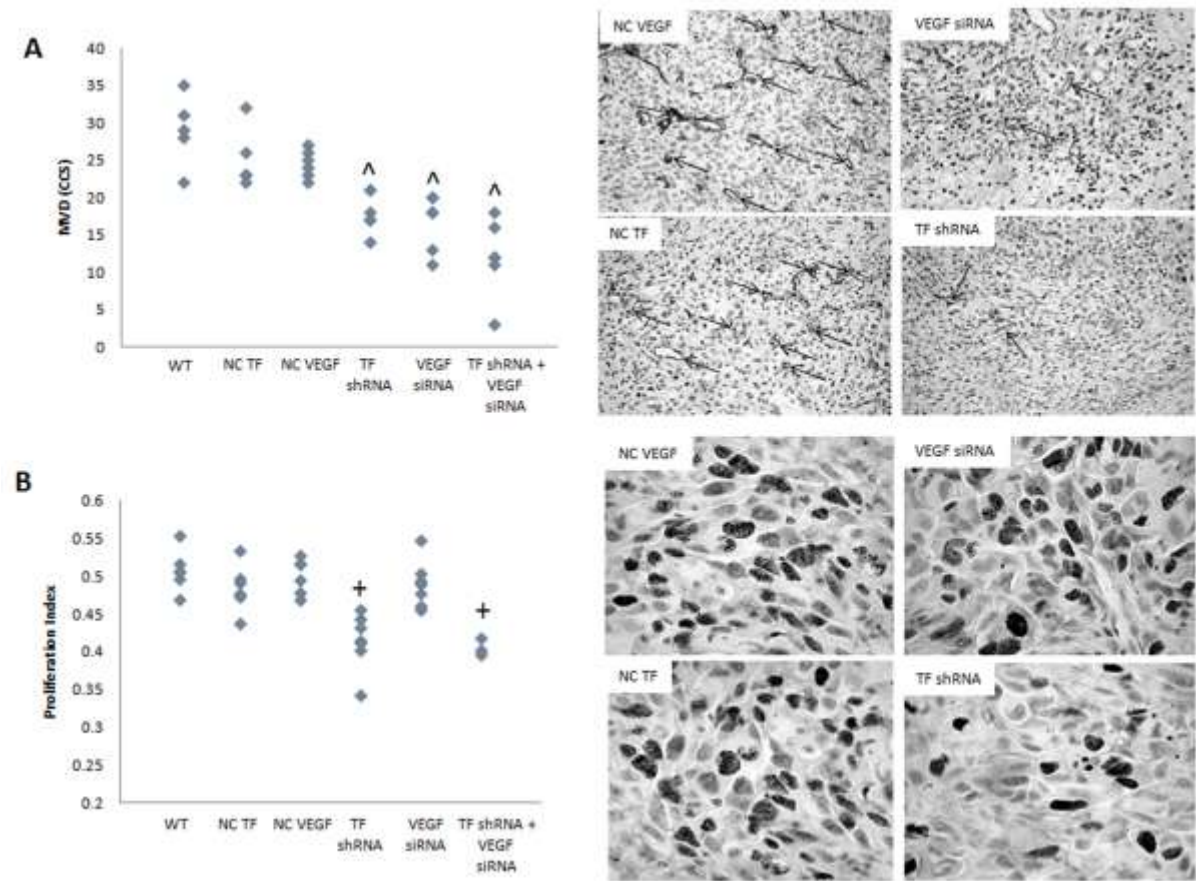 A
MVD (CCS)
40
35
30
25
20
15
10
5
0
^
^
^
WT
NC TF
NC VEGF
TF
shRNA
VEGF
siRNA
TF shRNA +
VEGF
siRNA
NC VEGF
VEGF siRNA
NC TF
TF shRNA
B
Proliferation Index
0.6
0.55
0.5
0.45
0.4
0.35
0.3
0.25
0.2
+
+
WT
NC TF
NC VEGF
TF
shRNA
VEGF
siRNA
TF shRNA +
VEGF
siRNA
NC VEGF
VEGF siRNA
NC TF
TF shRNA